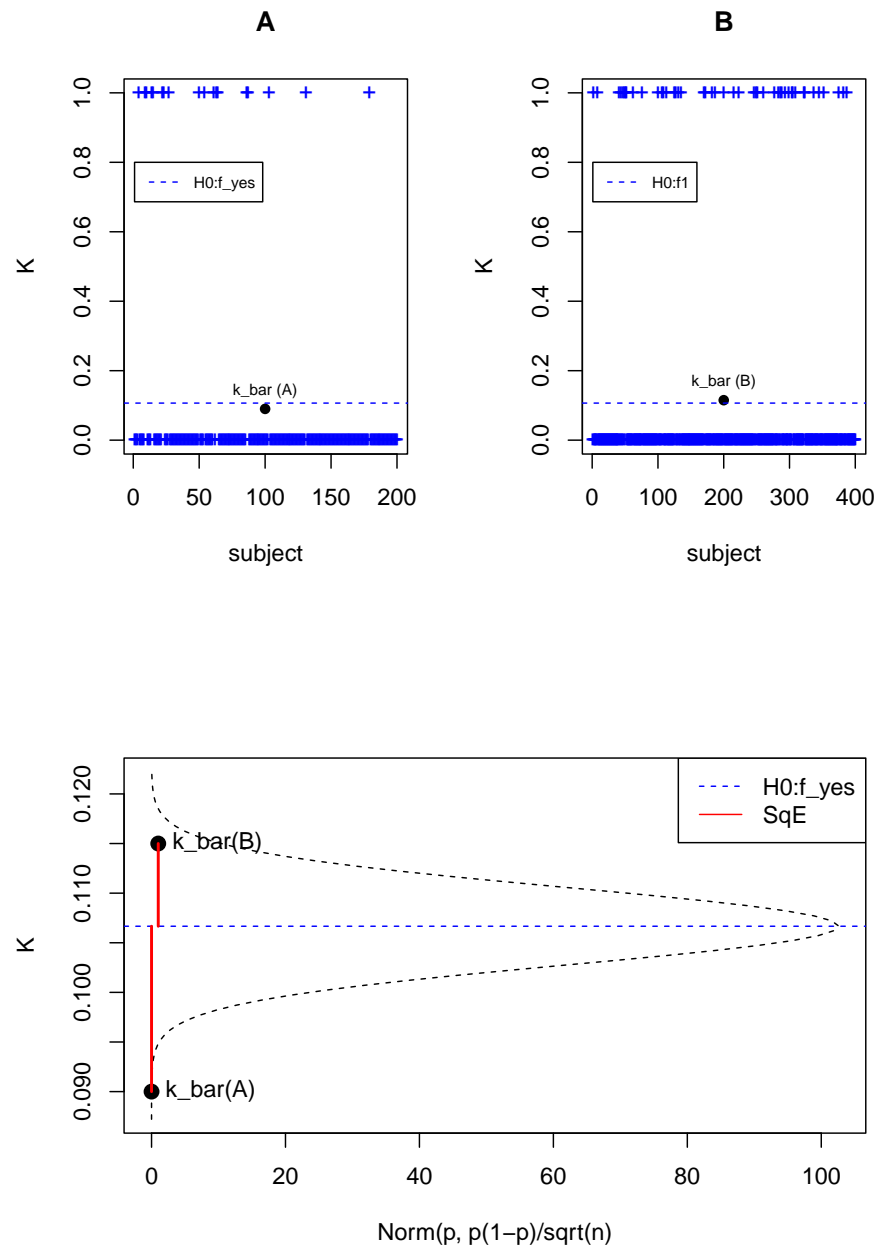 A
K
1.0
0.8
0.6
0.4
0.2
0.0
H0:f_yes
k_bar (A)
0 50 100 150 200
subject
B
K
1.0
0.8
0.6
0.4
0.2
0.0
H0:f1
k_bar (B)
0 100 200 300 400
subject
K
0.120
0.110
0.100
0.090
H0:f_yes
SqE
k_bar(B)
k_bar(A)
0 20 40 60 80 100
Norm(p, p(1−p)/sqrt(n)